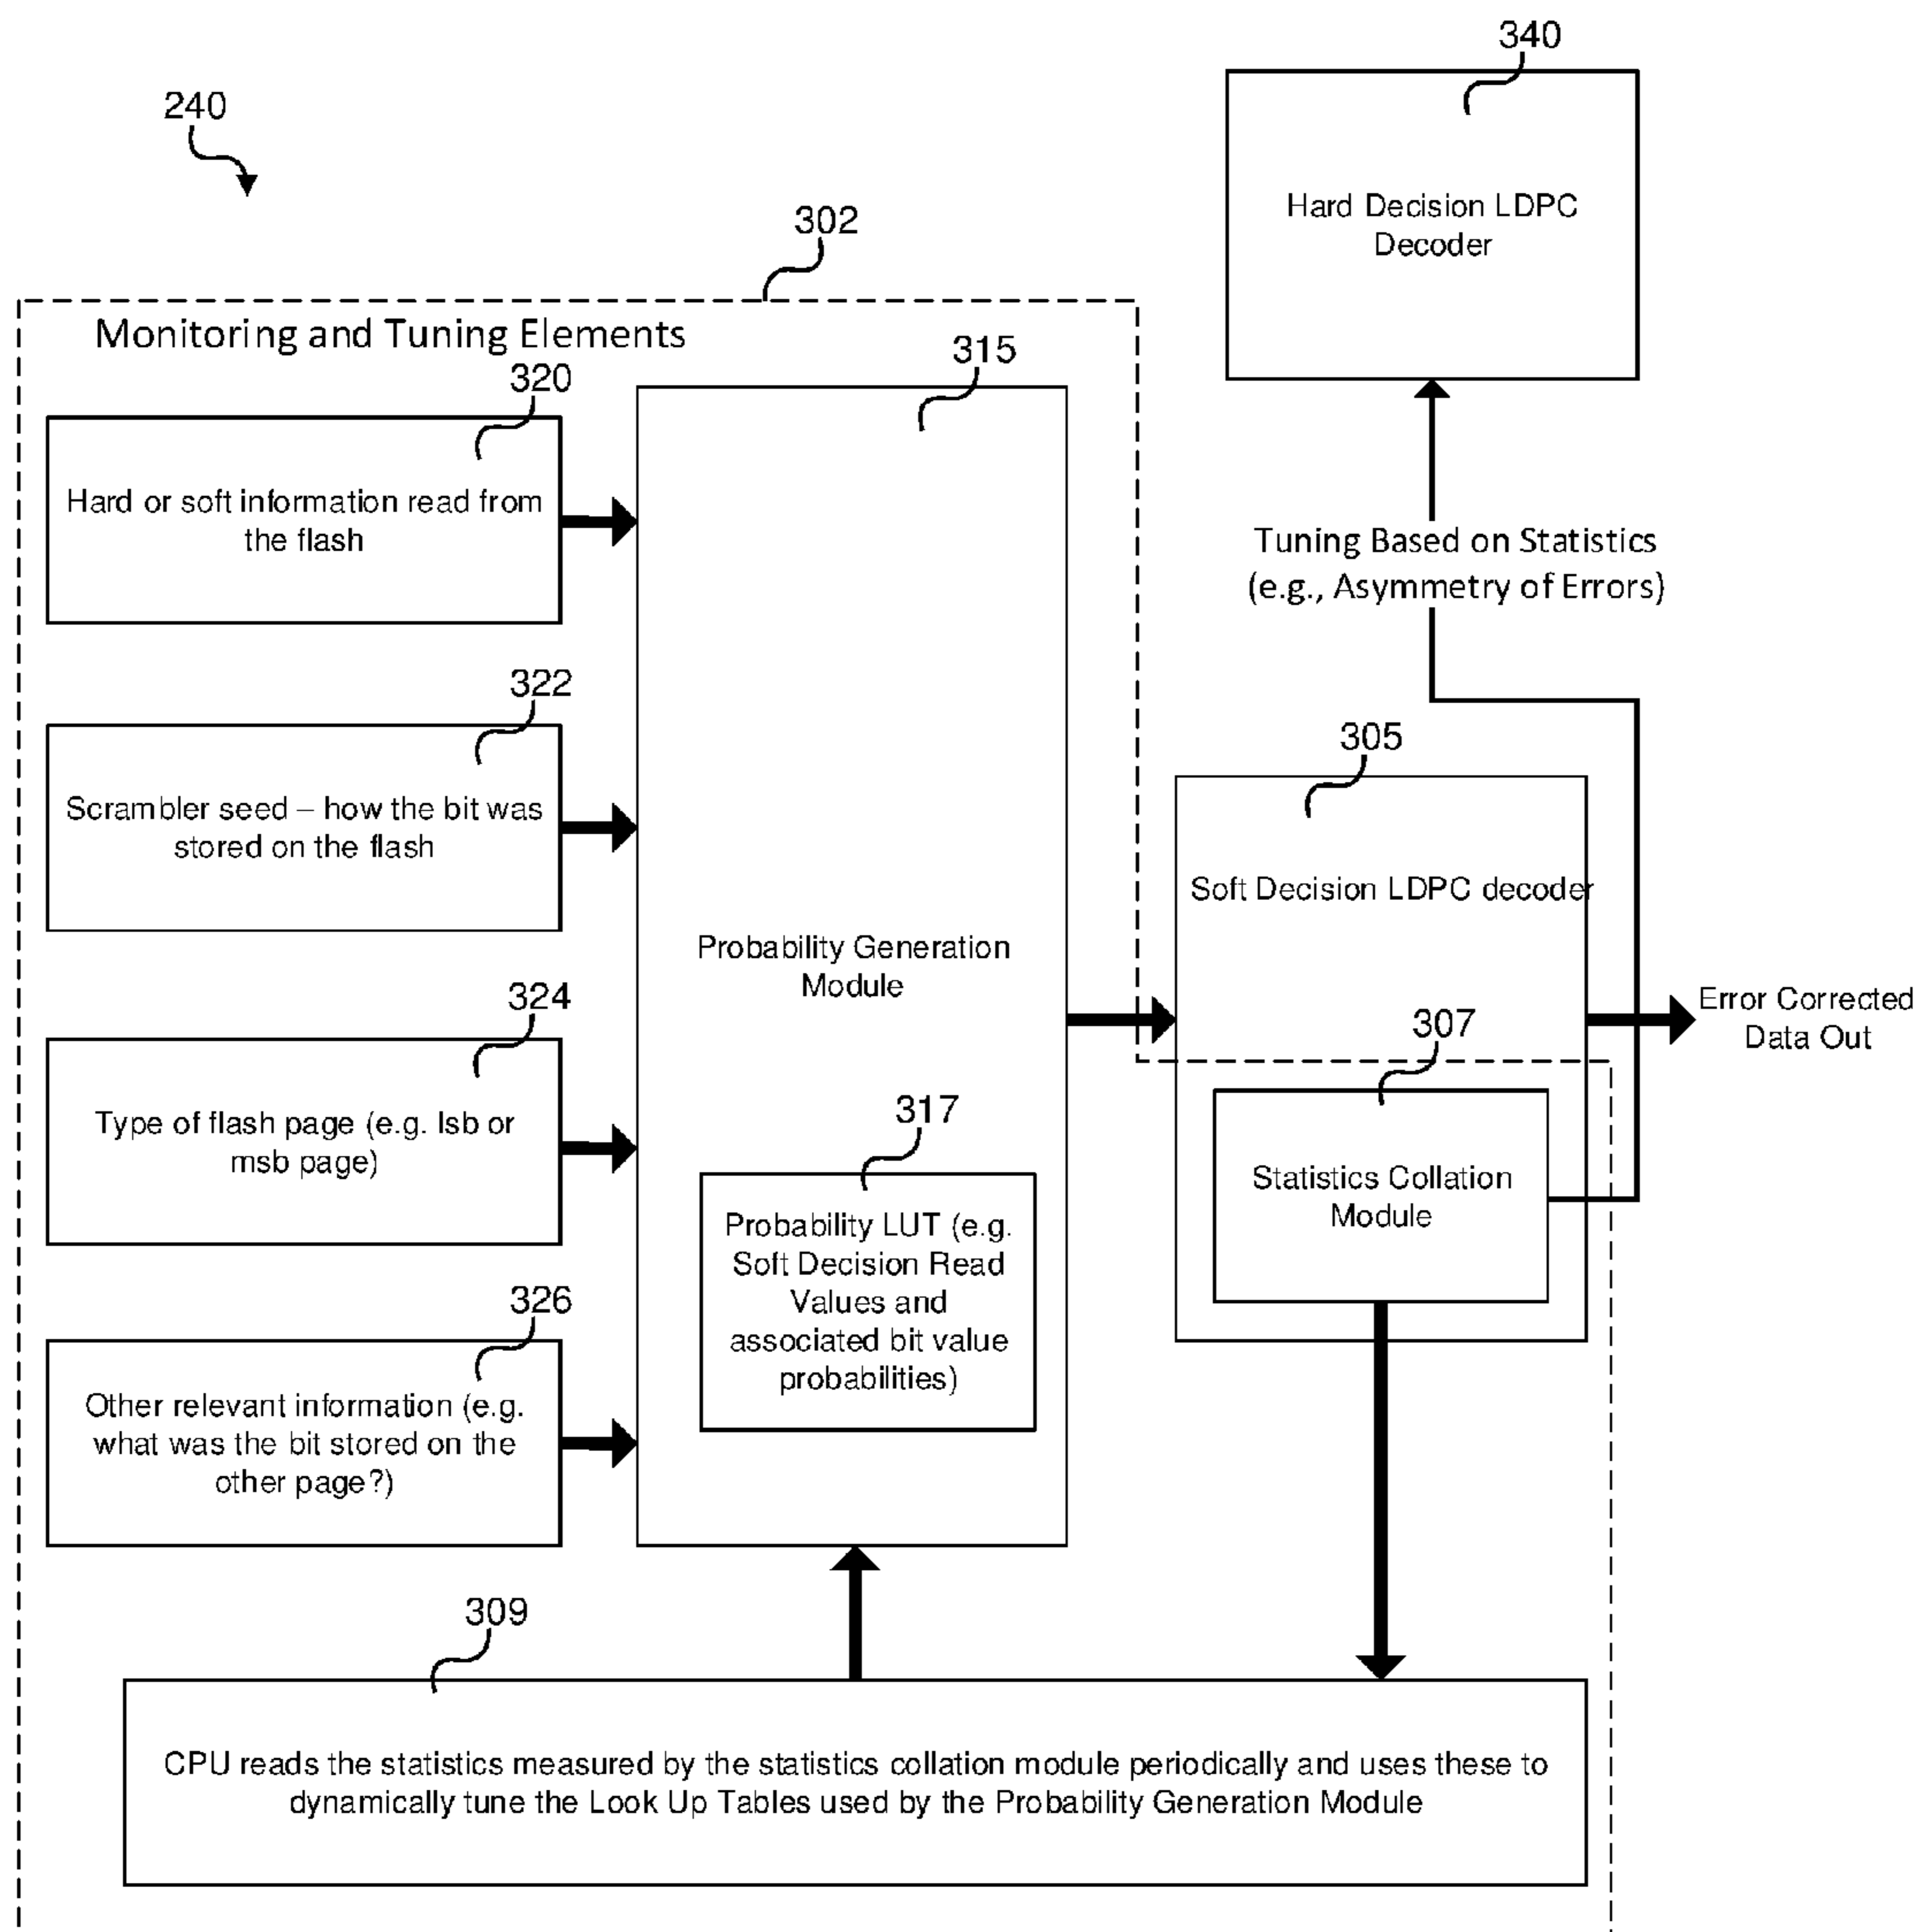 340
240
Hard Decision LDPC
Decoder
302
Monitoring and Tuning Elements
315
320
Hard or soft information read from
the flash
Tuning Based on Statistics
(e.g., Asymmetry of Errors)
322
Scrambler seed – how the bit was
stored on the flash
305
Soft Decision LDPC decoder
Probability Generation
Module
324
Type of flash page (e.g. lsb or
msb page)
Error Corrected
Data Out
307
Statistics Collation
Module
317
Probability LUT (e.g.
Soft Decision Read
Values and
associated bit value
probabilities)
326
Other relevant information (e.g.
what was the bit stored on the
other page?)
309
CPU reads the statistics measured by the statistics collation module periodically and uses these to
dynamically tune the Look Up Tables used by the Probability Generation Module